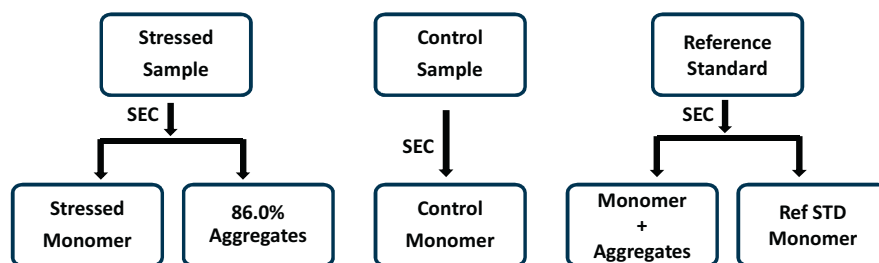 Stressed
Sample
Control
Sample
Reference
Standard
SEC
SEC
SEC
Stressed
Monomer
86.0%
Aggregates
Control
Monomer
Monomer
+
Aggregates
Ref STD
Monomer